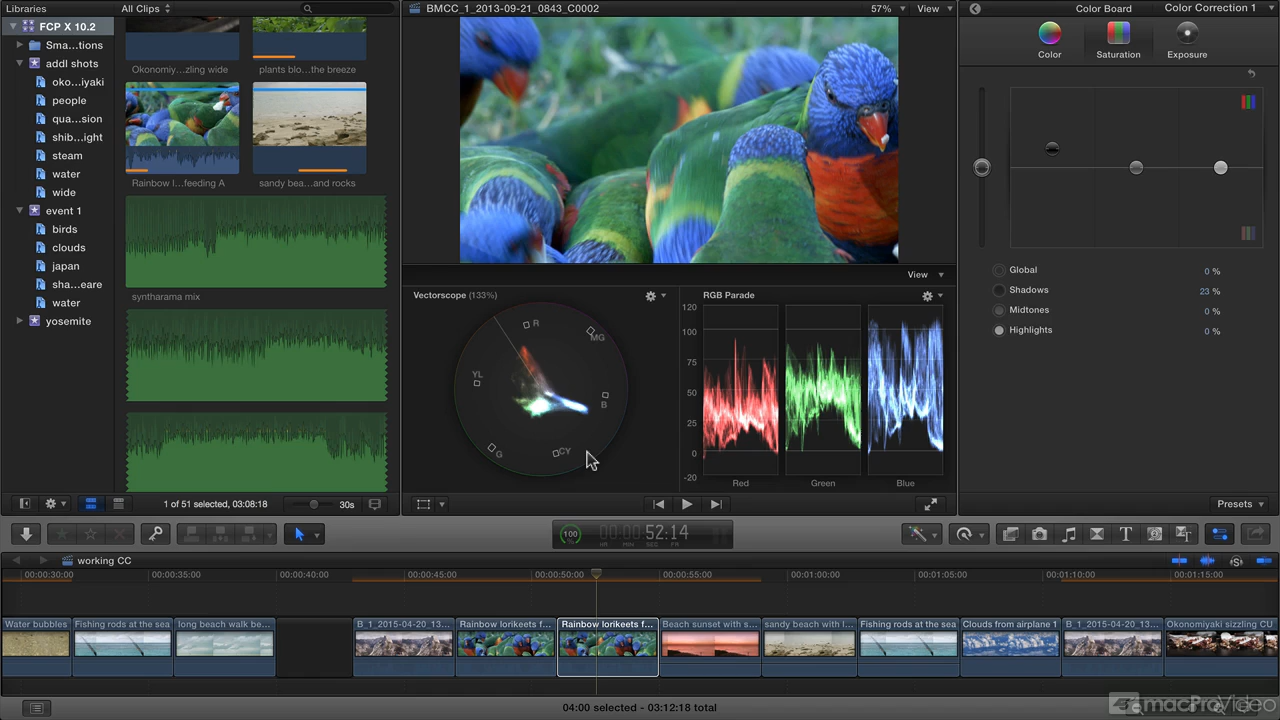 Libraries
All Clips
BMCC_1_2013-09-21_0843_C0002
57%
View
Color Board
Color Correction 1
FCP X 10.2
Sma…tions
addl shots
oko…iyaki
people
qua…sion
shib…ight
steam
water
wide
event 1
birds
clouds
japan
sha…eare
water
yosemite
Okonomiy…zling wide
plants blo…the breeze
Rainbow l…feeding A
sandy bea…and rocks
syntharama mix
1 of 51 selected, 03:08:18
30s
View
Vectorscope (133%)
R
MG
B
CY
G
YL
RGB Parade
120
100
75
50
25
0
-20
Red
Green
Blue
Color
Saturation
Exposure
Global
0 %
Shadows
23 %
Midtones
0 %
Highlights
0 %
Presets
100
%
00:00:52:14
HR
MIN
SEC
FR
T
working CC
S
00:00:30:00
00:00:35:00
00:00:40:00
00:00:45:00
00:00:50:00
00:00:55:00
00:01:00:00
00:01:05:00
00:01:10:00
00:01:15:00
Water bubbles
Fishing rods at the sea
long beach walk be…
B_1_2015-04-20_13…
Rainbow lorikeets f…
Rainbow lorikeets f…
Beach sunset with s…
sandy beach with l…
Fishing rods at the sea
Clouds from airplane 1
B_1_2015-04-20_13…
Okonomiyaki sizzling CU
04:00 selected - 03:12:18 total
macProVideo